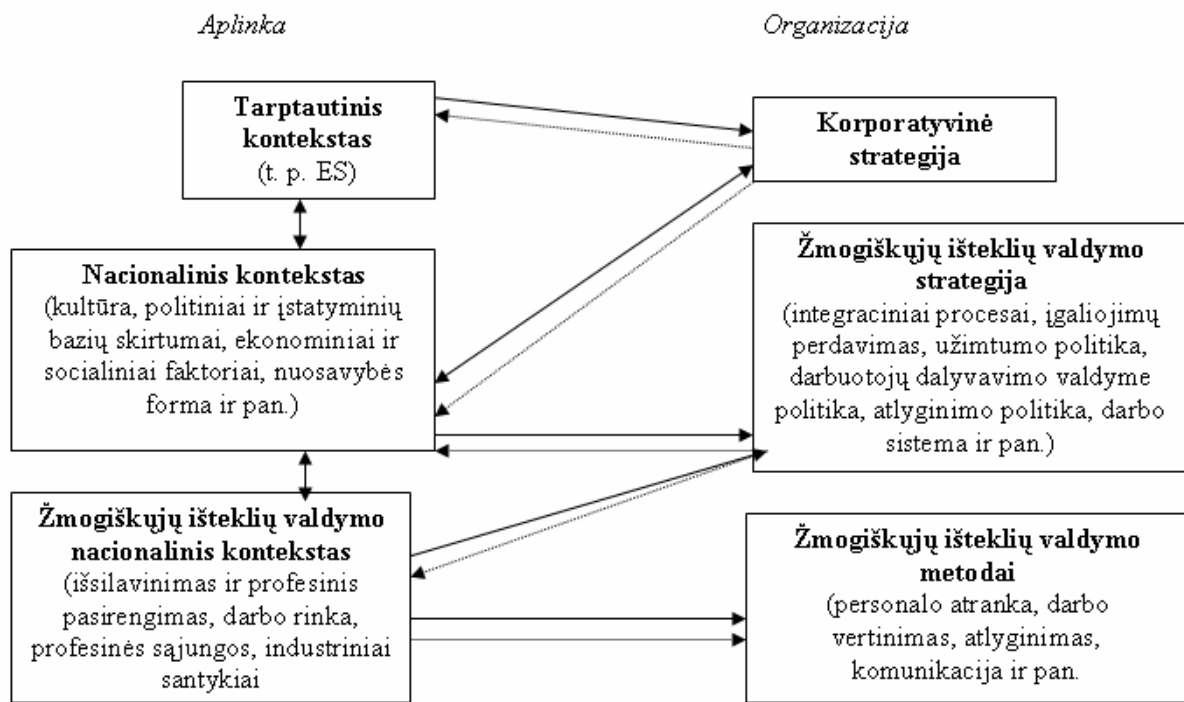 Aplinka
Organizacija
Tarptautinis
kontekstas
(t. p. ES)
Korporatyvinė
strategija
Nacionalinis kontekstas
(kultūra, politiniai ir įstatyminių
bazių skirtumai, ekonominiai ir
socialiniai faktoriai, nuosavybės
forma ir pan.)
Žmogiškųjų išteklių valdymo
strategija
(integraciniai procesai, įgaliojimų
perdavimas, užimtumo politika,
darbuotojų dalyvavimo valdyme
politika, atlyginimo politika, darbo
sistema ir pan.)
Žmogiškųjų išteklių valdymo
nacionalinis kontekstas
(išsilavinimas ir profesinis
pasirengimas, darbo rinka,
profesinės sąjungos, industriniai
santykiai
Žmogiškųjų išteklių valdymo
metodai
(personalo atranka, darbo
vertinimas, atlyginimas,
komunikacija ir pan.